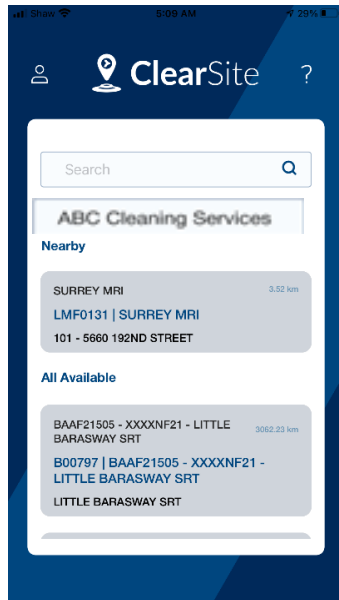 Shaw 5:09 AM 29%
ClearSite ?
Search
ABC Cleaning Services
Nearby
SURREY MRI 3.52 km
LMF0131 | SURREY MRI
101 - 5660 192ND STREET
All Available
BAAF21505 - XXXXNF21 - LITTLE
BARASWAY SRT 3062.23 km
B00797 | BAAF21505 - XXXXNF21 -
LITTLE BARASWAY SRT
LITTLE BARASWAY SRT